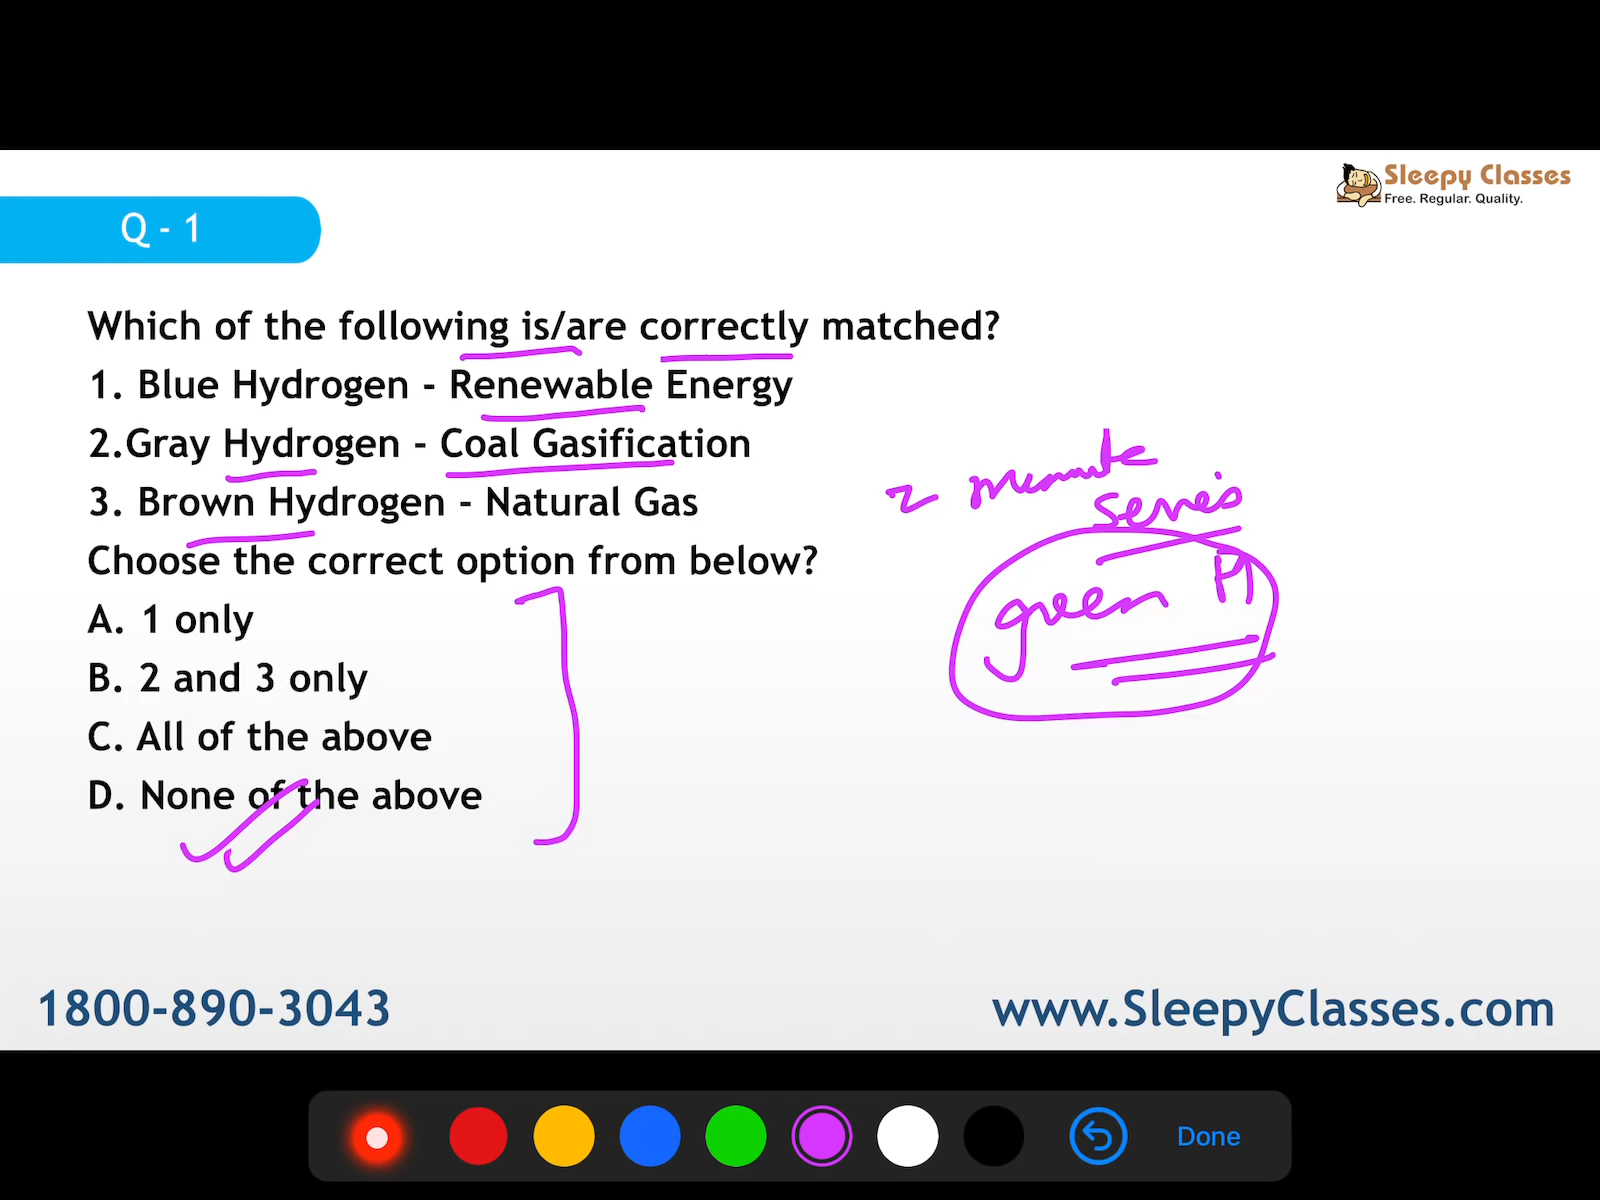 Sleepy Classes
Free. Regular. Quality.
Q - 1
Which of the following is/are correctly matched?
1. Blue Hydrogen - Renewable Energy
2.Gray Hydrogen - Coal Gasification
3. Brown Hydrogen - Natural Gas
Choose the correct option from below?
A. 1 only
B. 2 and 3 only
C. All of the above
D. None of the above
2 minute
series
green H
1800-890-3043
www.SleepyClasses.com
Done